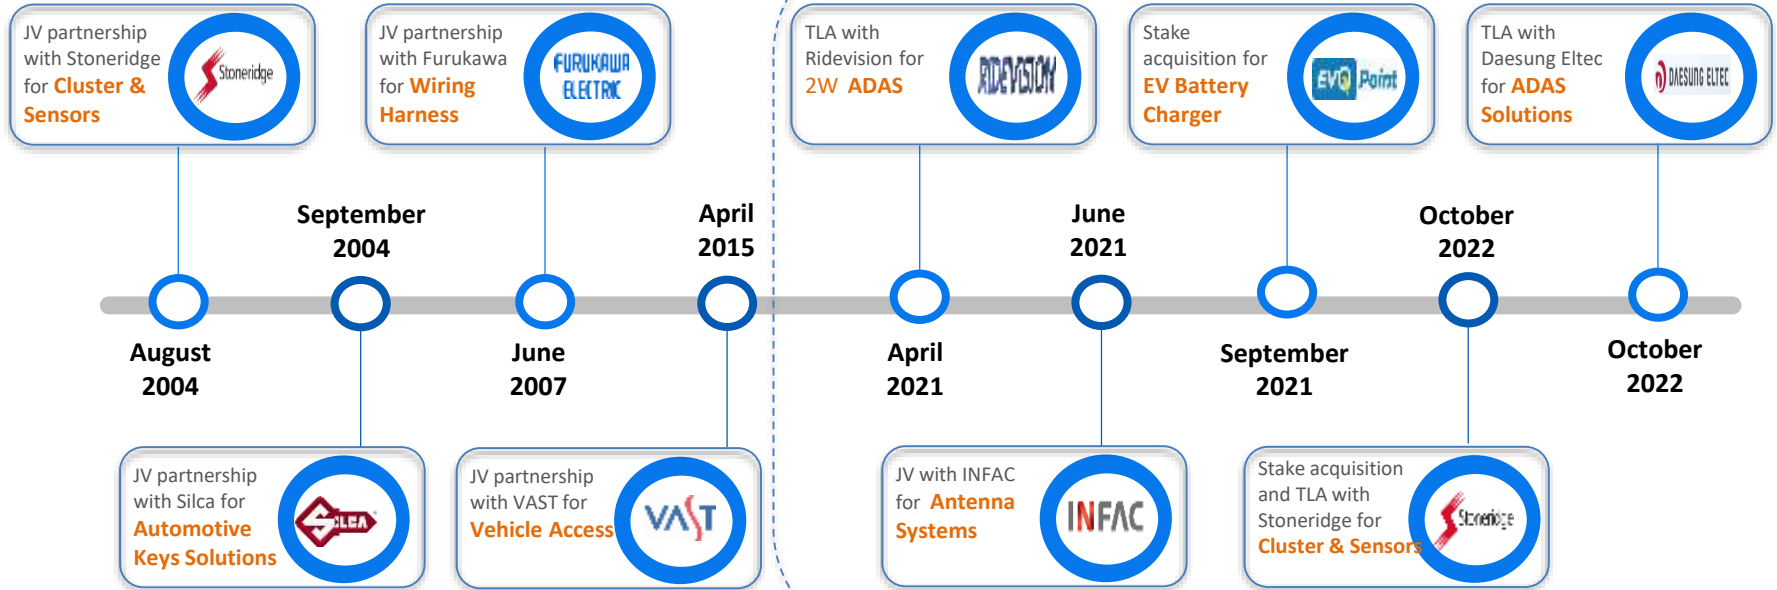 JV partnership
with Stoneridge
for Cluster &
Sensors
Stoneridge
JV partnership
with Furukawa
for Wiring
Harness
FURUKAWA
ELECTRIC
TLA with
Ridevision for
2W ADAS
RIDEVISION
Stake
acquisition for
EV Battery
Charger
EVQ Point
TLA with
Daesung Eltec
for ADAS
Solutions
DAESUNG ELTEC
September
2004
April
2015
June
2021
October
2022
August
2004
June
2007
April
2021
September
2021
October
2022
JV partnership
with Silca for
Automotive
Keys Solutions
SILCA
JV partnership
with VAST for
Vehicle Access
VAST
JV with INFAC
for Antenna
Systems
INFAC
Stake acquisition
and TLA with
Stoneridge for
Cluster & Sensors
Stoneridge